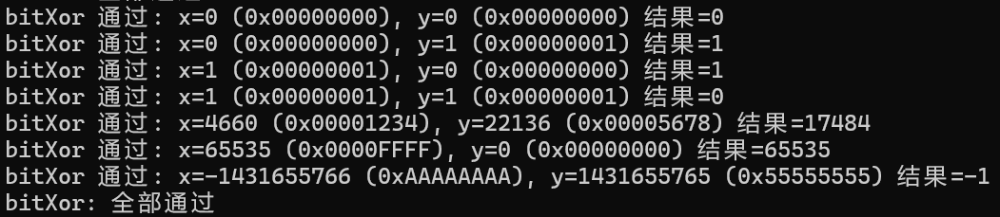 bitXor 通过: x=0 (0x00000000), y=0 (0x00000000) 结果=0
bitXor 通过: x=0 (0x00000000), y=1 (0x00000001) 结果=1
bitXor 通过: x=1 (0x00000001), y=0 (0x00000000) 结果=1
bitXor 通过: x=1 (0x00000001), y=1 (0x00000001) 结果=0
bitXor 通过: x=4660 (0x00001234), y=22136 (0x00005678) 结果=17484
bitXor 通过: x=65535 (0x0000FFFF), y=0 (0x00000000) 结果=65535
bitXor 通过: x=-1431655766 (0xAAAAAAAA), y=1431655765 (0x55555555) 结果=-1
bitXor: 全部通过